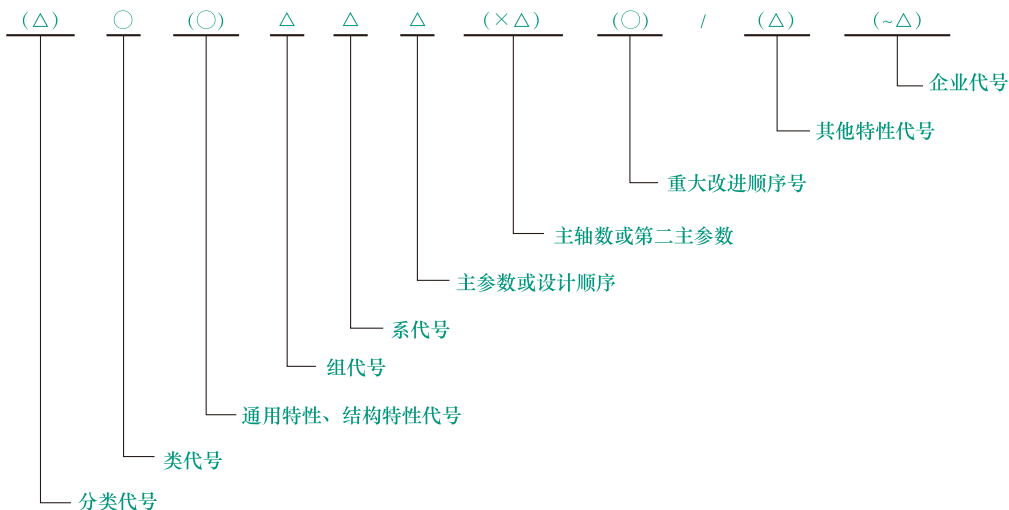 (△) ○ (○) △ △ △ (×△) (○) / (△) (~△)
企业代号
其他特性代号
重大改进顺序号
主轴数或第二主参数
主参数或设计顺序
系代号
组代号
通用特性、结构特性代号
类代号
分类代号